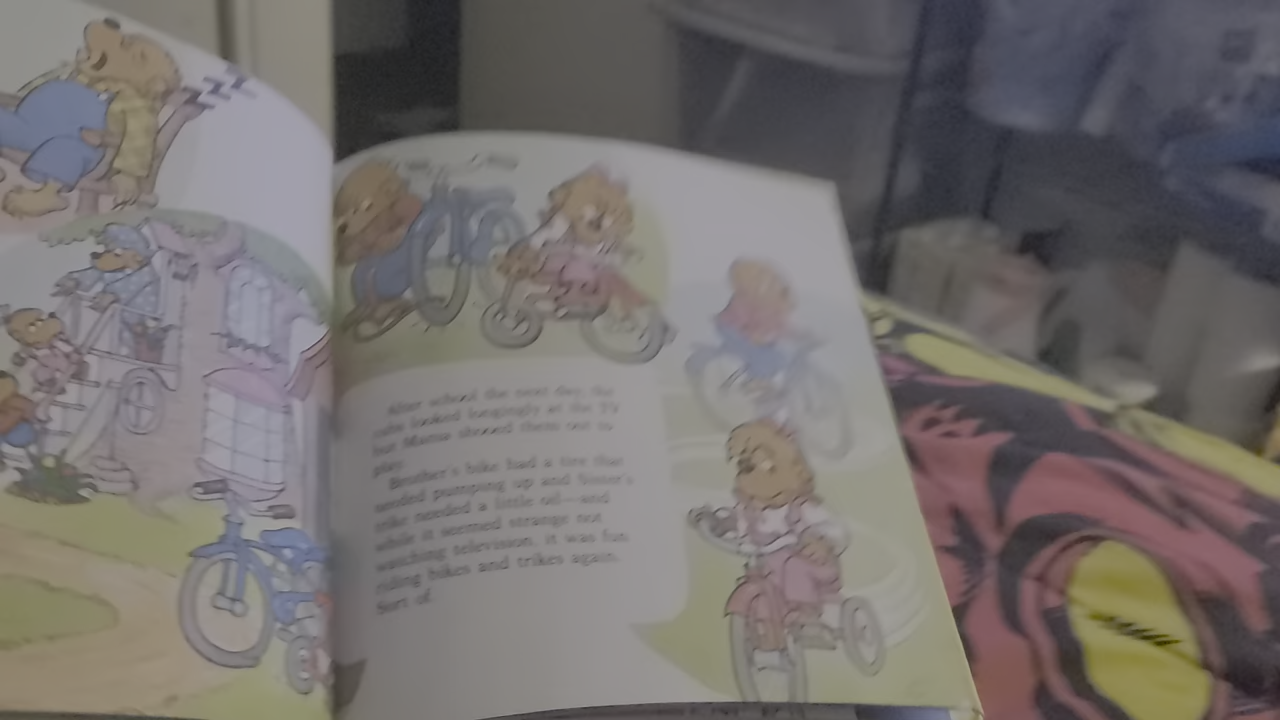 ZZZ
After school the next day, the
cubs looked longingly at the TV
but Mama shooed them out to
play.
Brother's bike had a tire that
needed pumping up and Sister's
trike needed a little oil—and
while it seemed strange not
watching television, it was fun
riding bikes and trikes again.
Sort of.